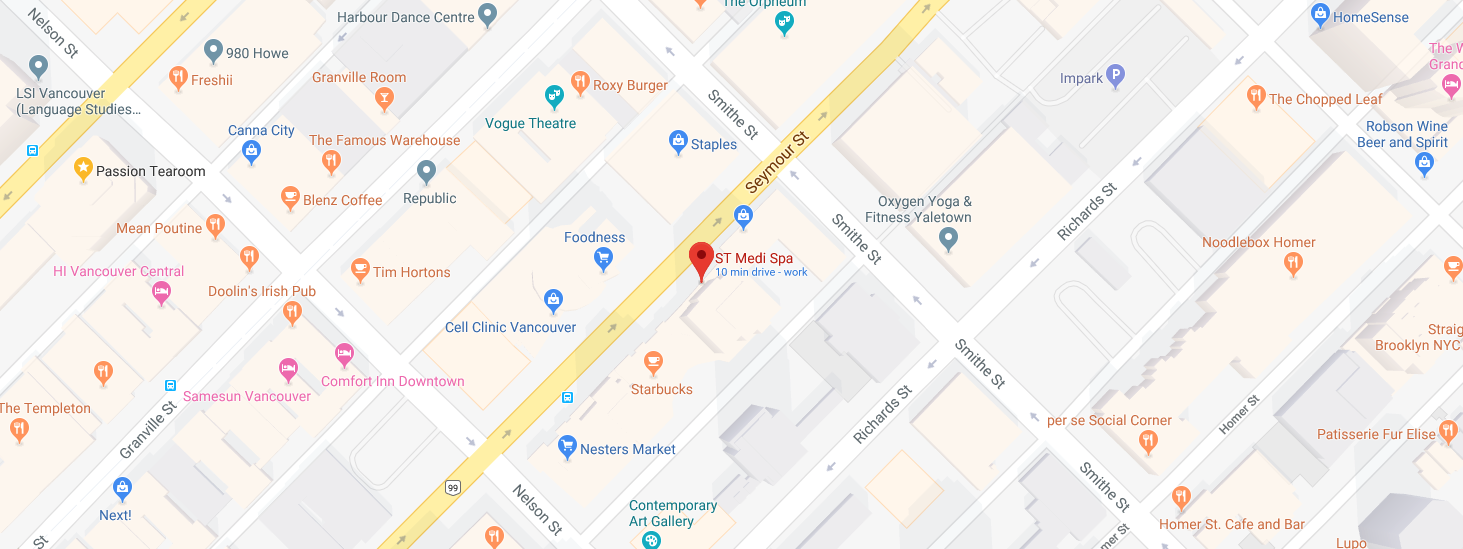 The Orpheum
Nelson St
Harbour Dance Centre
HomeSense
980 Howe
Freshii
Granville Room
LSI Vancouver
(Language Studies...
Roxy Burger
Vogue Theatre
Smithe St
Impark
P
The Chopped Leaf
The W
Grand
Canna City
The Famous Warehouse
Staples
Seymour St
Robson Wine
Beer and Spirit
Passion Tearoom
Blenz Coffee
Republic
Oxygen Yoga &
Fitness Yaletown
Richards St
Mean Poutine
Foodness
Smithe St
Noodlebox Homer
HI Vancouver Central
Tim Hortons
ST Medi Spa
10 min drive - work
Doolin's Irish Pub
Cell Clinic Vancouver
Straig
Brooklyn NYC
Comfort Inn Downtown
Samesun Vancouver
Starbucks
Smithe St
The Templeton
Granville St
Richards St
Homer St
per se Social Corner
Patisserie Fur Elise
Nesters Market
99
Smithe St
Next!
Nelson St
Contemporary
Art Gallery
Homer St. Cafe and Bar
St
mer St
Lupo